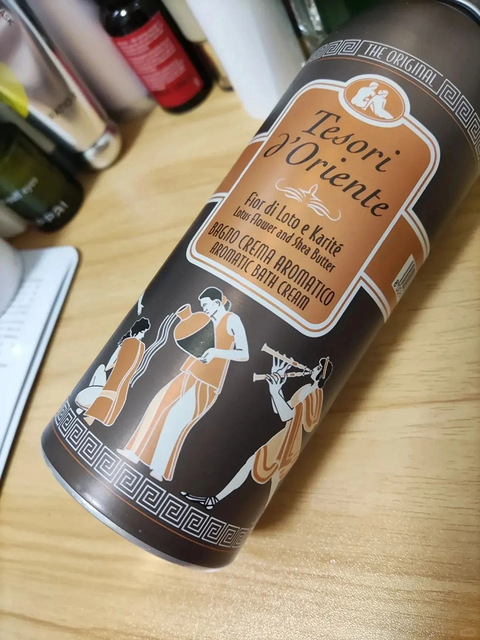 THE ORIGINAL
Tesori
d'Oriente
Fior di Loto e Karité
Lotus Flower and Shea Butter
BAGNO CREMA AROMATICO
AROMATIC BATH CREAM